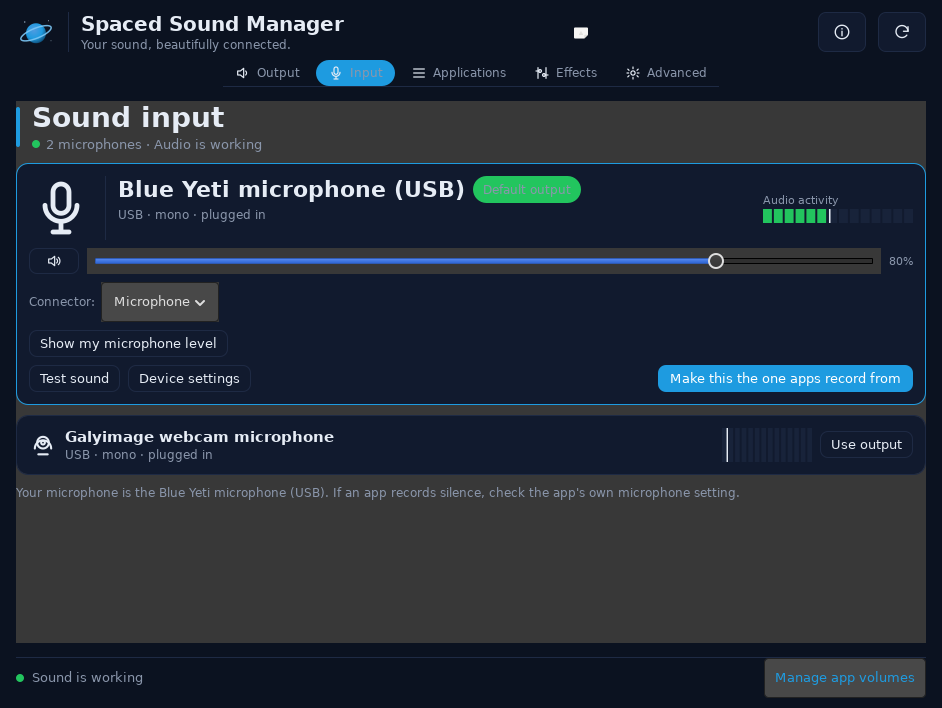 Spaced Sound Manager
Your sound, beautifully connected.
Output
Input
Applications
Effects
Advanced
Sound input
2 microphones · Audio is working
Blue Yeti microphone (USB)
Default output
USB · mono · plugged in
Audio activity
80%
Connector:
Microphone
Show my microphone level
Test sound
Device settings
Make this the one apps record from
Galyimage webcam microphone
USB · mono · plugged in
Use output
Your microphone is the Blue Yeti microphone (USB). If an app records silence, check the app's own microphone setting.
Sound is working
Manage app volumes